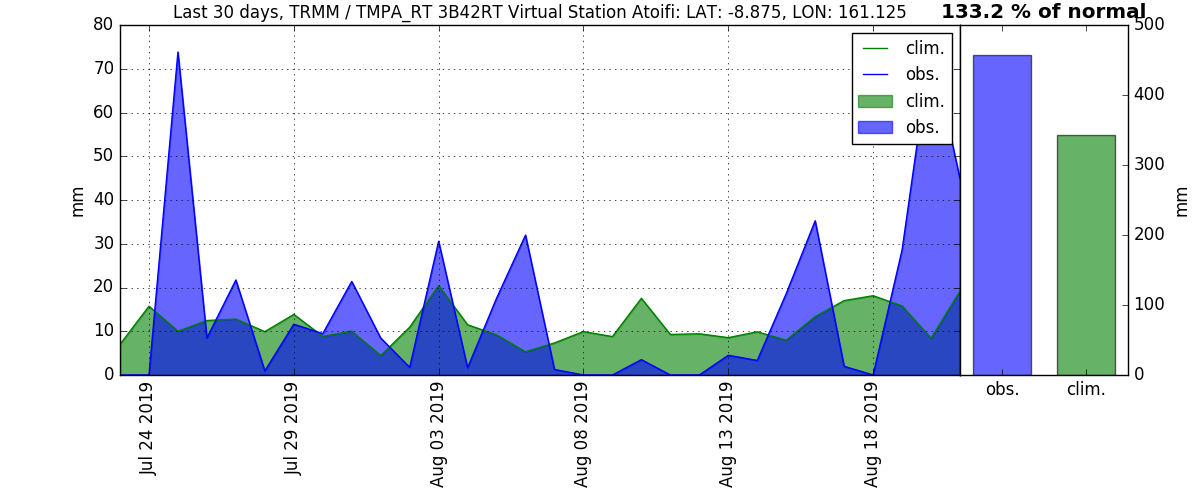 Last 30 days, TRMM / TMPA_RT 3B42RT Virtual Station Atoifi: LAT: -8.875, LON: 161.125
133.2 % of normal
80
70
60
50
40
30
20
10
0
mm
clim.
obs.
clim.
obs.
Jul 24 2019
Jul 29 2019
Aug 03 2019
Aug 08 2019
Aug 13 2019
Aug 18 2019
500
400
300
200
100
0
mm
obs.
clim.